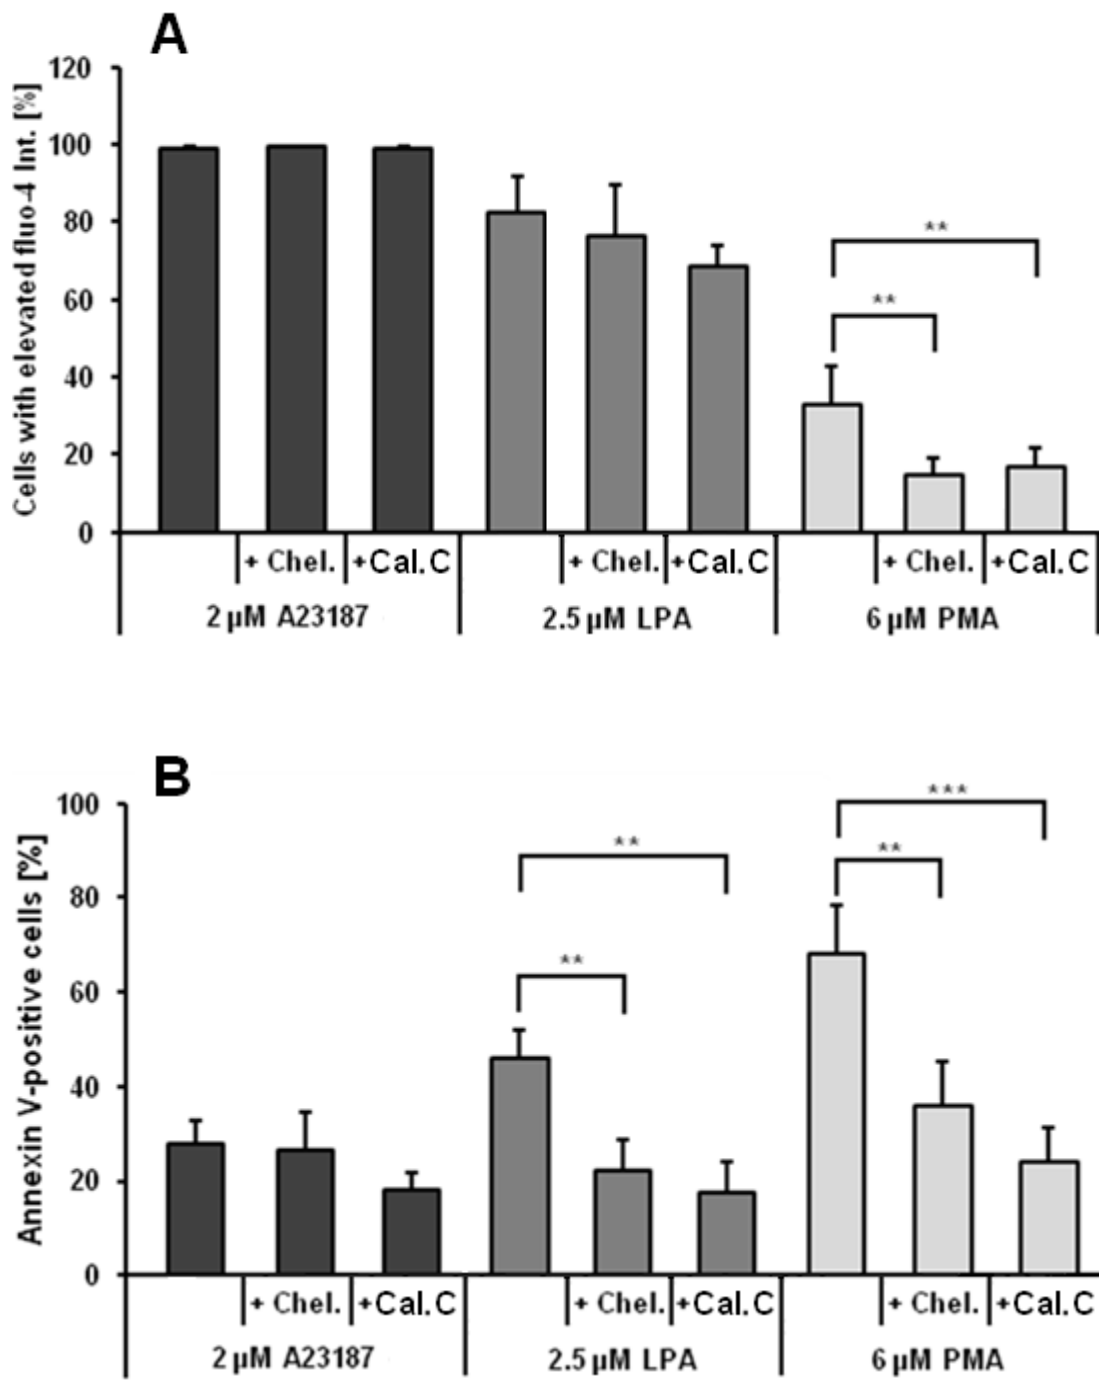 A
Cells with elevated fluo-4 Int. [%]
120
100
80
60
40
20
0
**
**
+ Chel.
+Cal.C
+ Chel.
+Cal.C
+ Chel.
+Cal.C
2 µM A23187
2.5 µM LPA
6 µM PMA
B
Annexin V-positive cells [%]
100
80
60
40
20
0
**
**
***
**
+ Chel.
+Cal.C
+ Chel.
+Cal.C
+ Chel.
+Cal.C
2 µM A23187
2.5 µM LPA
6 µM PMA